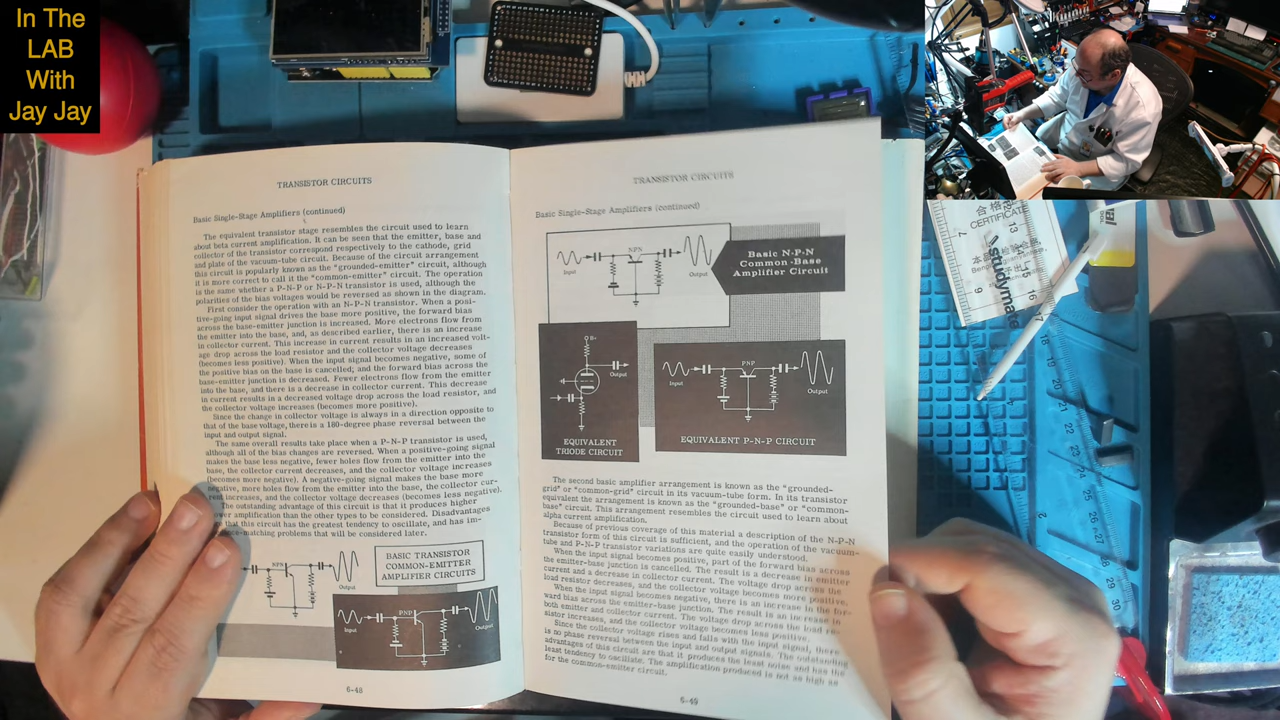 In The
LAB
With
Jay Jay
TRANSISTOR CIRCUITS
Basic Single-Stage Amplifiers (continued)
The equivalent transistor stage resembles the circuit used to learn
about beta current amplification. It can be seen that the emitter, base and
collector of the transistor correspond respectively to the cathode, grid
and plate of the vacuum-tube circuit. Because of the circuit arrangement
this circuit is popularly known as the "grounded-emitter" circuit, although
it is more correct to call it the "common-emitter" circuit. The operation
is the same whether a P-N-P or N-P-N transistor is used, although the
polarities of the bias voltages would be reversed as shown in the diagram.
First consider the operation with an N-P-N transistor. When a posi-
tive-going input signal drives the base more positive, the forward bias
across the base-emitter junction is increased. More electrons flow from
the emitter into the base, and, as described earlier, there is an increase
in collector current. This increase in current results in an increased volt-
age drop across the load resistor and the collector voltage decreases
(becomes less positive). When the input signal becomes negative, some of
the positive bias on the base is cancelled; and the forward bias across the
base-emitter junction is decreased. Fewer electrons flow from the emitter
into the base, and there is a decrease in collector current. This decrease
in current results in a decreased voltage drop across the load resistor, and
the collector voltage increases (becomes more positive).
Since the change in collector voltage is always in a direction opposite to
that of the base voltage, there is a 180-degree phase reversal between the
input and output signal.
The same overall results take place when a P-N-P transistor is used,
although all of the bias changes are reversed. When a positive-going signal
makes the base less negative, fewer holes flow from the emitter into the
base, the collector current decreases, and the collector voltage increases
(becomes more negative). A negative-going signal makes the base more
negative, more holes flow from the emitter into the base, the collector cur-
rent increases, and the collector voltage decreases (becomes less negative).
The outstanding advantage of this circuit is that it produces higher
amplification than the other types to be considered. Disadvantages
that this circuit has the greatest tendency to oscillate, and has im-
matching problems that will be considered later.
NPN
Output
BASIC TRANSISTOR
COMMON-EMITTER
AMPLIFIER CIRCUITS
Input
PNP
Output
6-48
TRANSISTOR CIRCUITS
Basic Single-Stage Amplifiers (continued)
Input
NPN
Output
Basic N-P-N
Common-Base
Amplifier Circuit
B+
Output
EQUIVALENT
TRIODE CIRCUIT
Input
PNP
Output
EQUIVALENT P-N-P CIRCUIT
The second basic amplifier arrangement is known as the "grounded-
grid" or "common-grid" circuit in its vacuum-tube form. In its transistor
equivalent the arrangement is known as the "grounded-base" or "common-
base" circuit. This arrangement resembles the circuit used to learn about
alpha current amplification.
Because of previous coverage of this material a description of the N-P-N
transistor form of this circuit is sufficient, and the operation of the vacuum-
tube and P-N-P transistor variations are quite easily understood.
When the input signal becomes positive, part of the forward bias across
the emitter-base junction is cancelled. The result is a decrease in emitter
current and a decrease in collector current. The voltage drop across the
load resistor decreases, and the collector voltage becomes more positive.
When the input signal becomes negative, there is an increase in the for-
ward bias across the emitter-base junction. The result is an increase in
both emitter and collector current. The voltage drop across the load re-
sistor increases, and the collector voltage becomes less positive.
Since the collector voltage rises and falls with the input signal, there
is no phase reversal between the input and output signals. The outstanding
advantages of this circuit are that it produces the least noise and has the
least tendency to oscillate. The amplification produced is not as high as
for the common-emitter circuit.
6-49
合格
CERTIFICATE
studymate